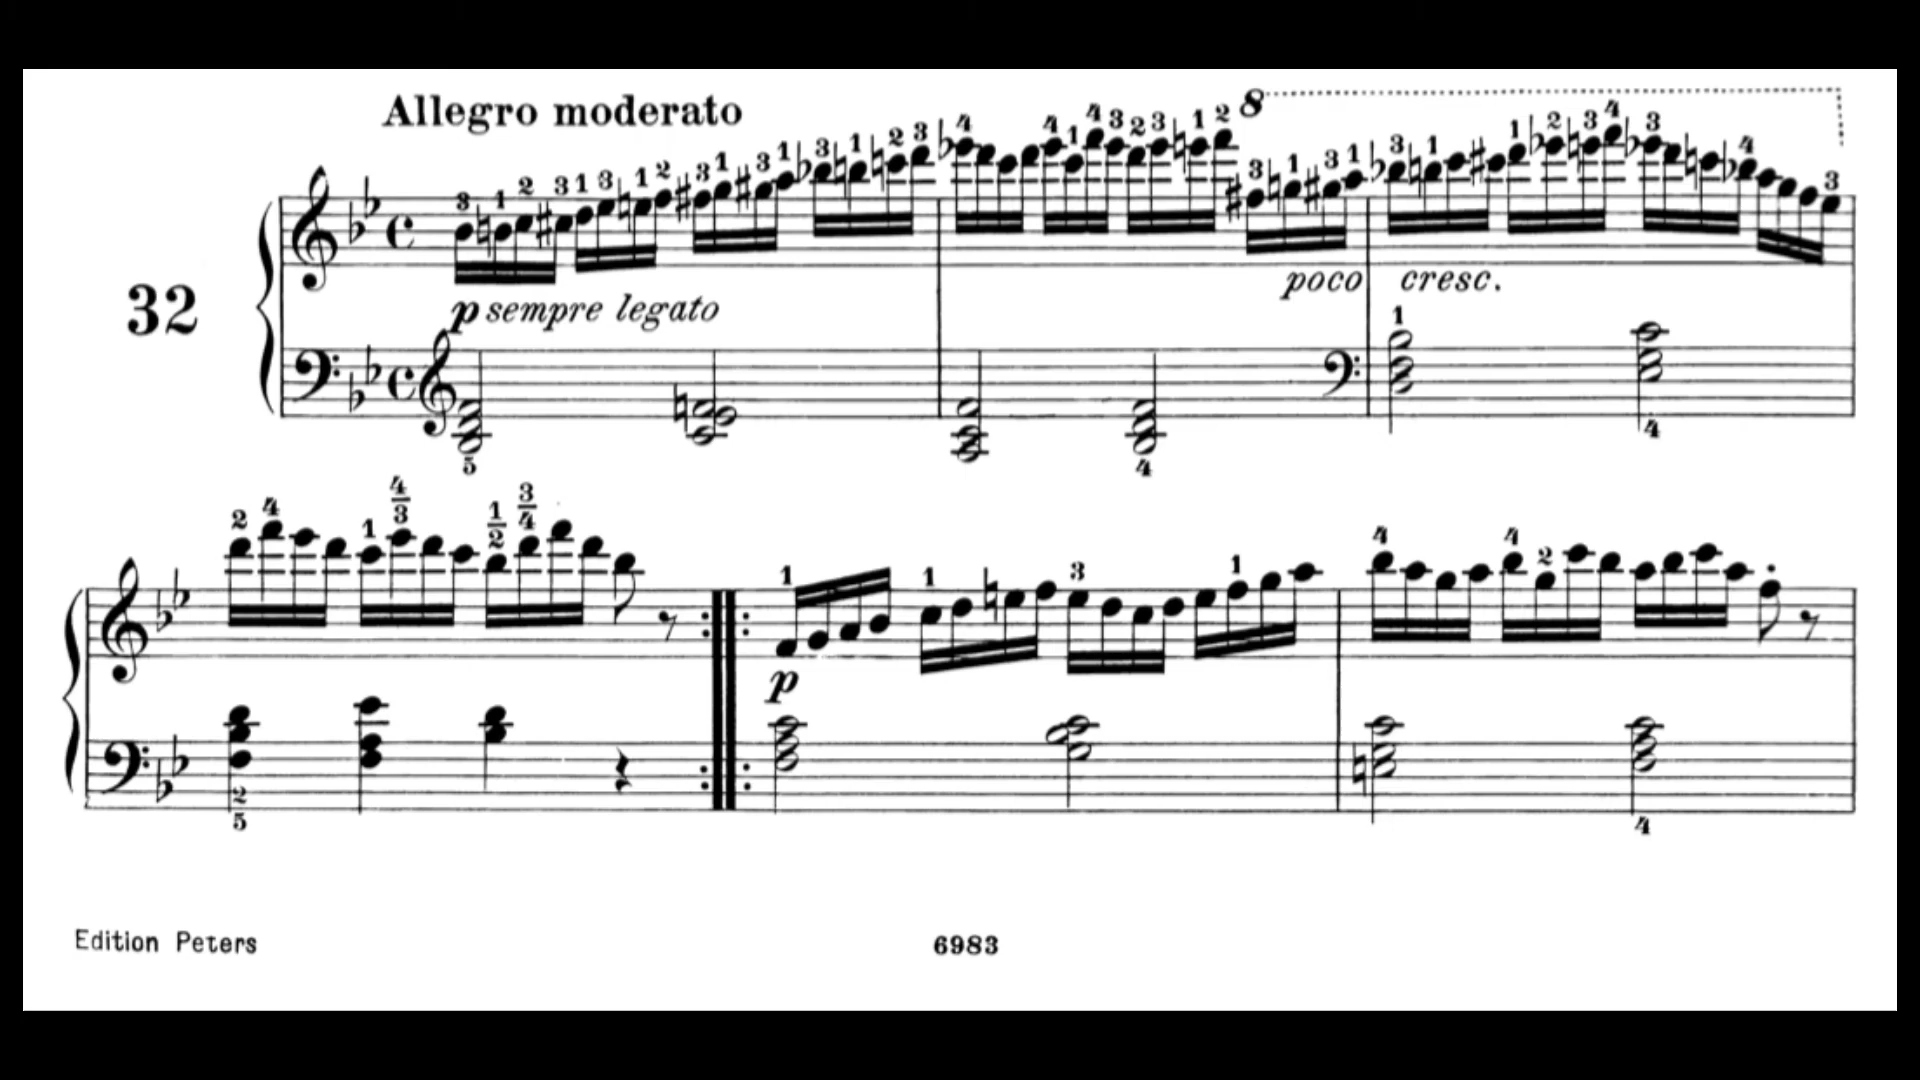 Allegro moderato
8
32
p sempre legato
poco cresc.
p
Edition Peters
6983